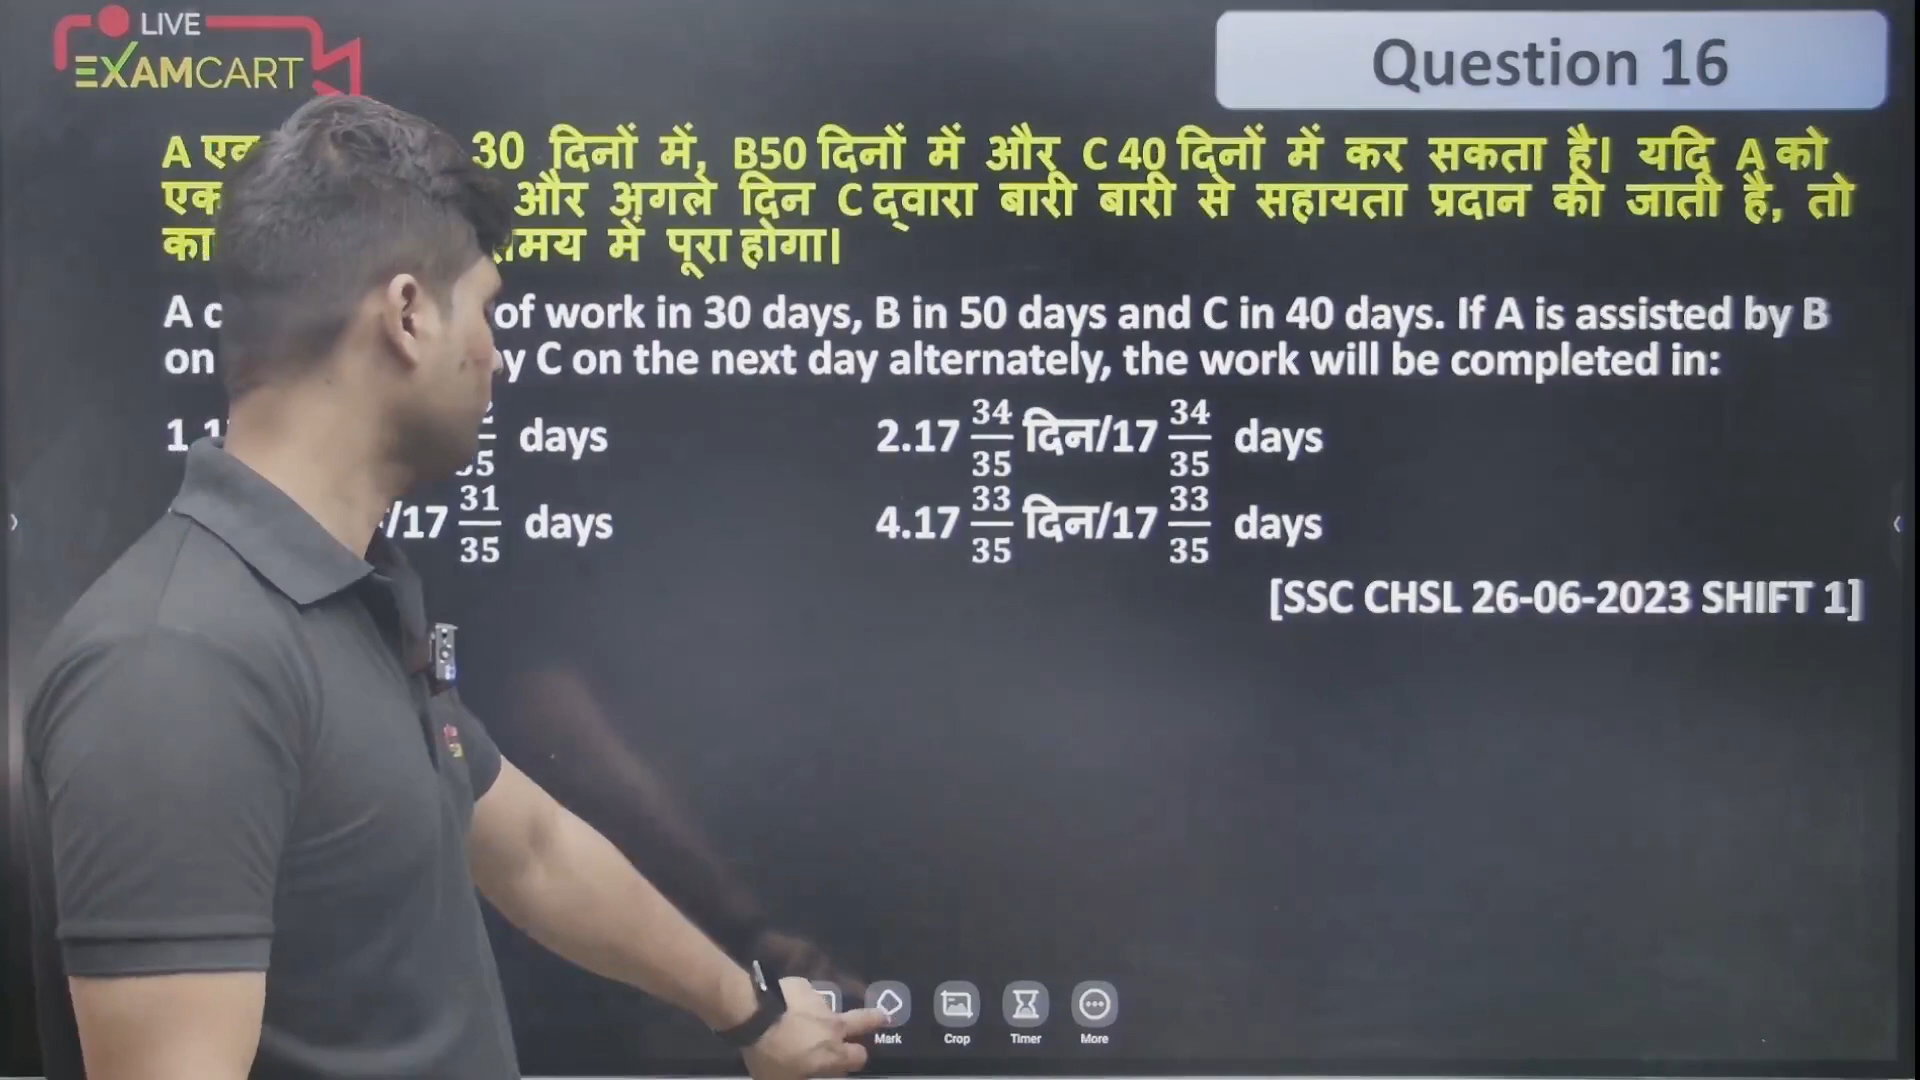 LIVE
EXAMCART
Question 16
A 30 दिनों में, B50 दिनों में और C 40 दिनों में कर सकता है। यदि A को
और अगले दिन C द्वारा बारी बारी से सहायता प्रदान की जाती है, तो
में पूरा होगा।
A of work in 30 days, B in 50 days and C in 40 days. If A is assisted by B
on C on the next day alternately, the work will be completed in:
days
2.17 34/35 दिन/17 34/35 days
/17 31/35 days
4.17 33/35 दिन/17 33/35 days
[SSC CHSL 26-06-2023 SHIFT 1]
Mark Crop Timer More